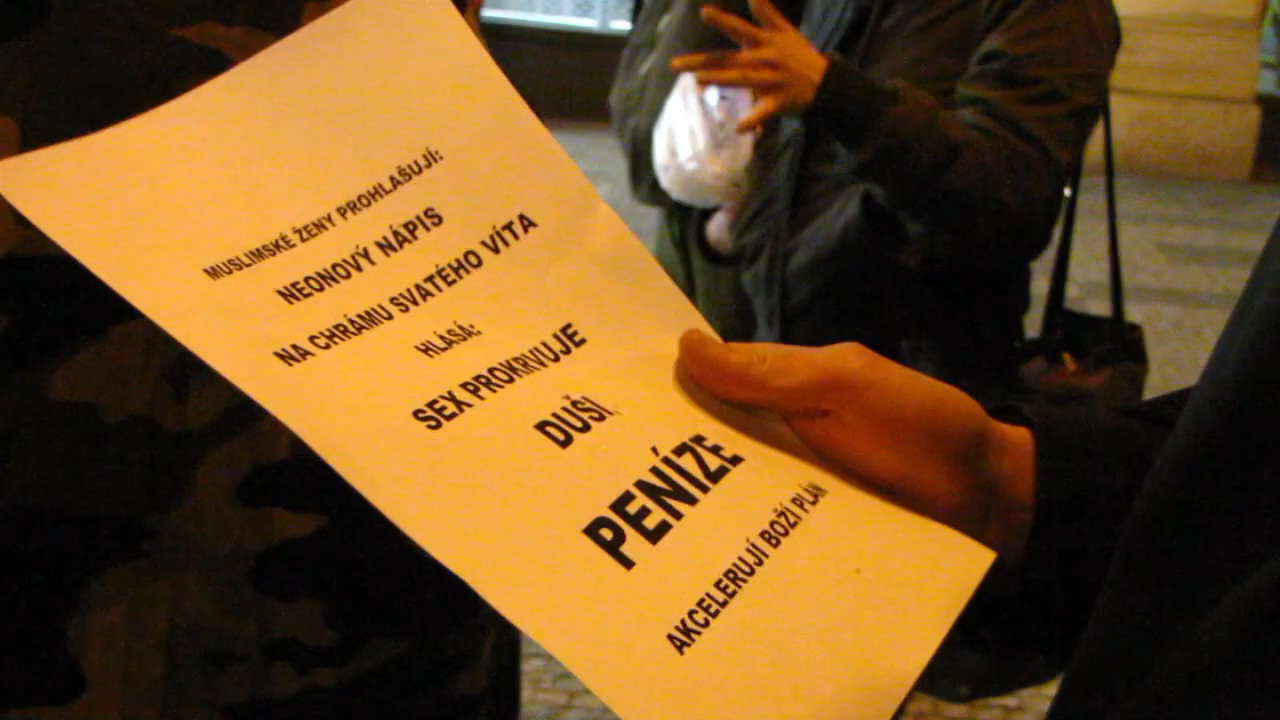 MUSLIMSKÉ ŽENY PROHLAŠUJÍ:
NEONOVÝ NÁPIS
NA CHRÁMU SVATÉHO VÍTA
HLÁSÁ:
SEX PROKRVUJE
DUŠI,
PENÍZE
AKCELERUJÍ BOŽÍ PLÁN